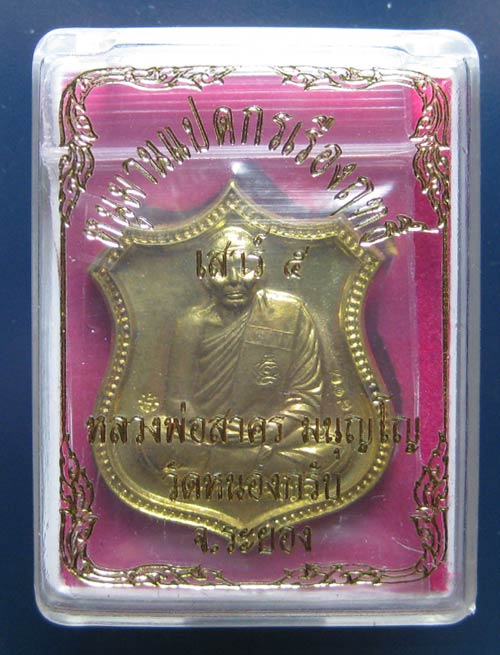 หนุมานแปดกรเรืองฤทธิ์
เสาร์ ๕
หลวงพ่อสาคร มนุญโญ
วัดหนองกรับ
จ.ระยอง